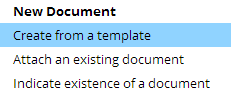 New Document
Create from a template
Attach an existing document
Indicate existence of a document